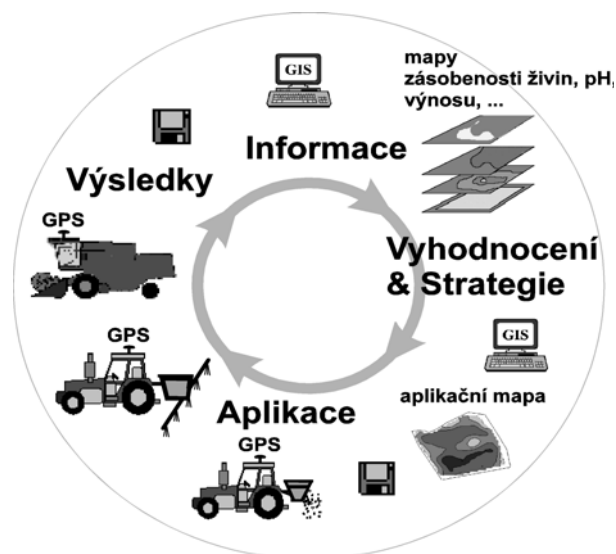 GIS
mapy
zásobenosti živin, pH,
výnosu, ...
Informace
Výsledky
GPS
Vyhodnocení
& Strategie
GIS
GPS
aplikační mapa
Aplikace
GPS